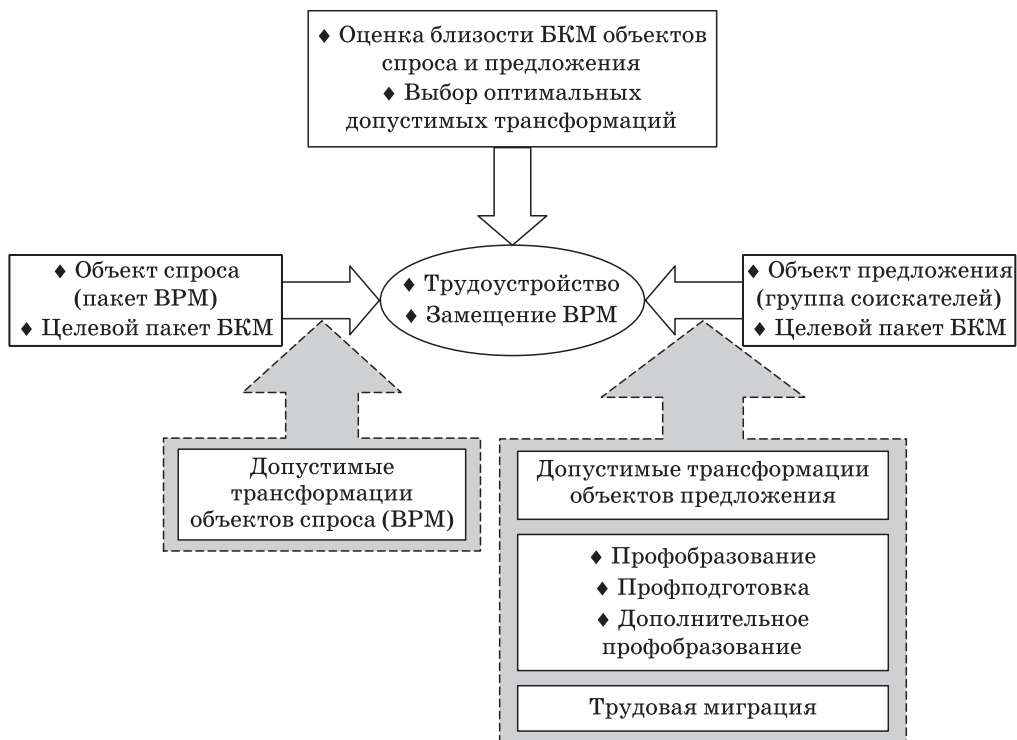 ♦ Оценка близости БКМ объектов
спроса и предложения
♦ Выбор оптимальных
допустимых трансформаций
♦ Объект спроса
(пакет ВРМ)
♦ Целевой пакет БКМ
♦ Трудоустройство
♦ Замещение ВРМ
♦ Объект предложения
(группа соискателей)
♦ Целевой пакет БКМ
Допустимые
трансформации
объектов спроса (ВРМ)
Допустимые трансформации
объектов предложения
♦ Профобразование
♦ Профподготовка
♦ Дополнительное
профобразование
Трудовая миграция